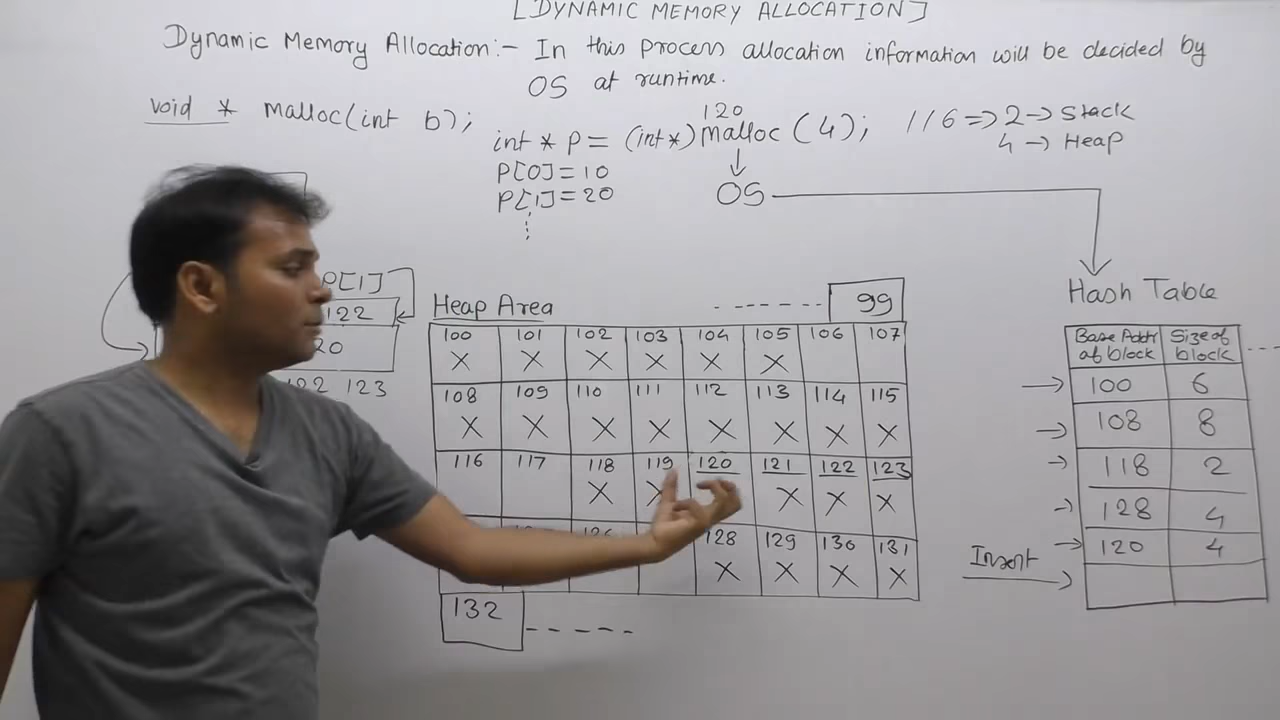 [DYNAMIC MEMORY ALLOCATION]
Dynamic Memory Allocation:- In this process allocation information will be decided by
OS at runtime.
void * malloc(int b);
120
int * p = (int*) malloc (4); 116 => 2 -> Stack
4 -> Heap
P[0] = 10
P[1] = 20
OS
P[1]
122
20
122 123
Heap Area
99
100 101 102 103 104 105 106 107
X X X X X X
108 109 110 111 112 113 114 115
X X X X X X X X
116 117 118 119 120 121 122 123
X X X X X
128 129 130 131
X X X X
132
Hash Table
Base Addr of block Size of block
100 6
108 8
118 2
128 4
120 4
Insert